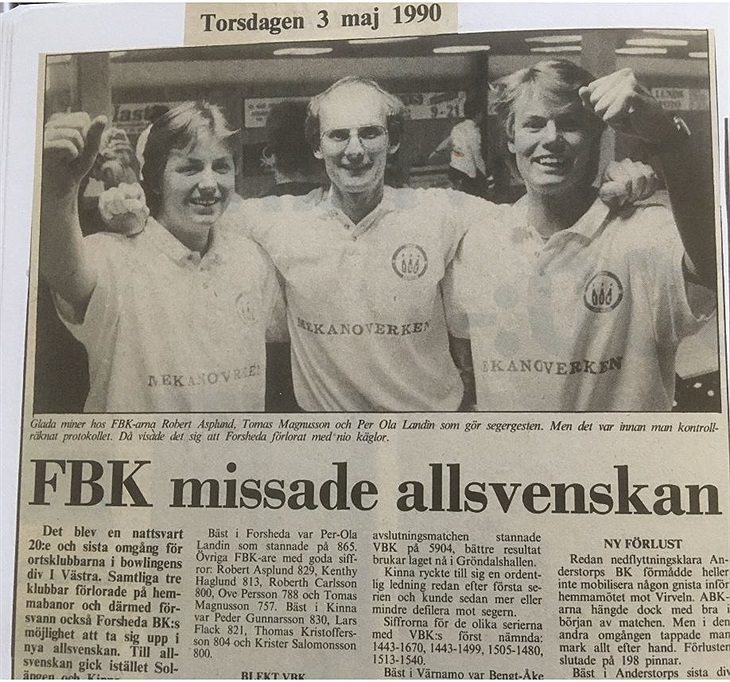 Torsdagen 3 maj 1990
9-21
MEKANOVERKEN
MEKANOVERKEN
EKANOVERKEN
Glada miner hos FBK-arna Robert Asplund, Tomas Magnusson och Per Ola Landin som gör segergesten. Men det var innan man kontroll-
räknat protokollet. Då visade det sig att Forsheda förlorat med nio käglor.
FBK missade allsvenskan
Det blev en nattsvart
20:e och sista omgång för
ortsklubbarna i bowlingens
div I Västra. Samtliga tre
klubbar förlorade på hem-
mabanor och därmed för-
svann också Forsheda BK:s
möjlighet att ta sig upp i
nya allsvenskan. Till all-
svenskan gick istället Sol-
ängen och Kinna
Bäst i Forsheda var Per-Ola
Landin som stannade på 865.
Övriga FBK-are med goda siff-
ror: Robert Asplund 829, Kenthy
Haglund 813, Roberth Carlsson
800, Ove Persson 788 och Tomas
Magnusson 757. Bäst i Kinna
var Peder Gunnarsson 830, Lars
Flack 821, Thomas Kristoffers-
son 804 och Krister Salomonsson
800.
BLEKT VBK
avslutningsmatchen stannade
VBK på 5904, bättre resultat
brukar laget nå i Gröndalshallen.
Kinna ryckte till sig en ordent-
lig ledning redan efter första se-
rien och kunde sedan mer eller
mindre defilera mot segern.
Siffrorna för de olika serierna
med VBK:s först nämnda:
1443-1670, 1443-1499, 1505-1480,
1513-1540.
Bäst i Värnamo var Bengt-Åke
NY FÖRLUST
Redan nedflyttningsklara An-
derstorps BK förmådde heller
inte mobilisera någon gnista inför
hemmamötet mot Virveln. ABK-
arna hängde dock med bra i
början av matchen. Men i den
andra omgången tappade man
mark allt efter hand. Förlusten
slutade på 198 pinnar.
Bäst i Anderstorps sista div